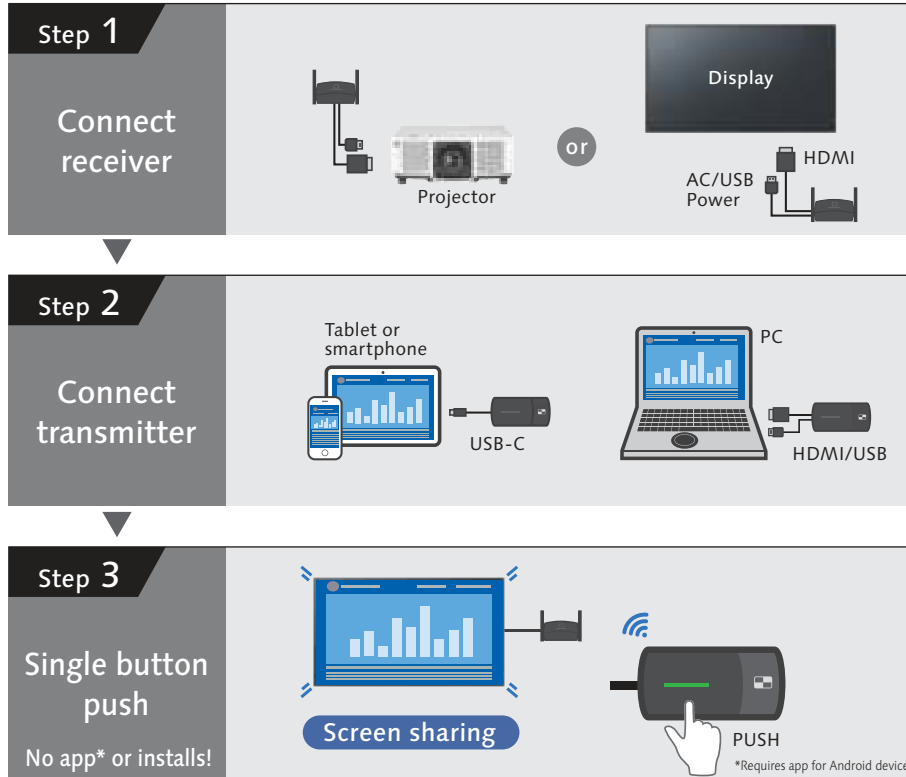 Step 1
Connect
receiver
Projector
or
Display
HDMI
AC/USB
Power
Step 2
Connect
transmitter
Tablet or
smartphone
USB-C
PC
HDMI/USB
Step 3
Single button
push
No app* or installs!
Screen sharing
PUSH
*Requires app for Android device